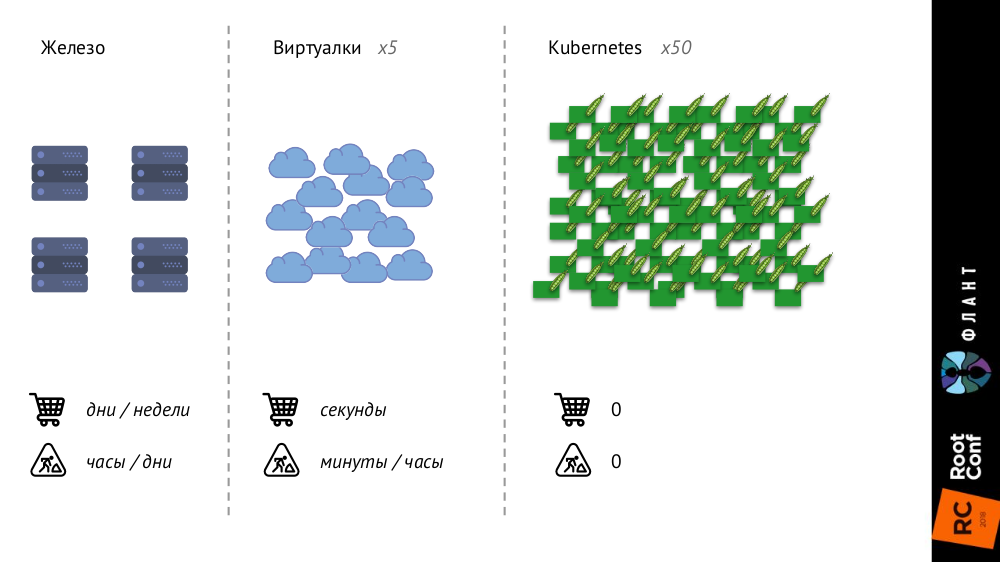 Железо
Виртуалки x5
Kubernetes x50
дни / недели
секунды
0
часы / дни
минуты / часы
0
ФЛАНТ
Root
Conf
RC
2018